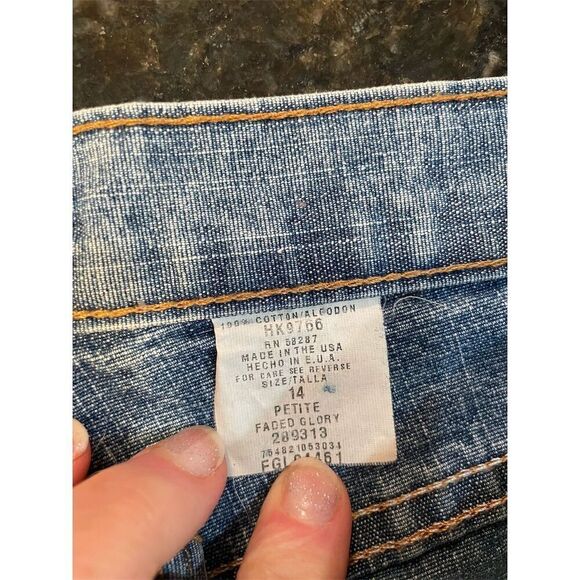 100% COTTON/ALGODON
HK9766
RN 58287
MADE IN THE USA
HECHO EN E.U.A.
FOR CARE SEE REVERSE
SIZE/TALLA
14
PETITE
FADED GLORY
289313
754821053034